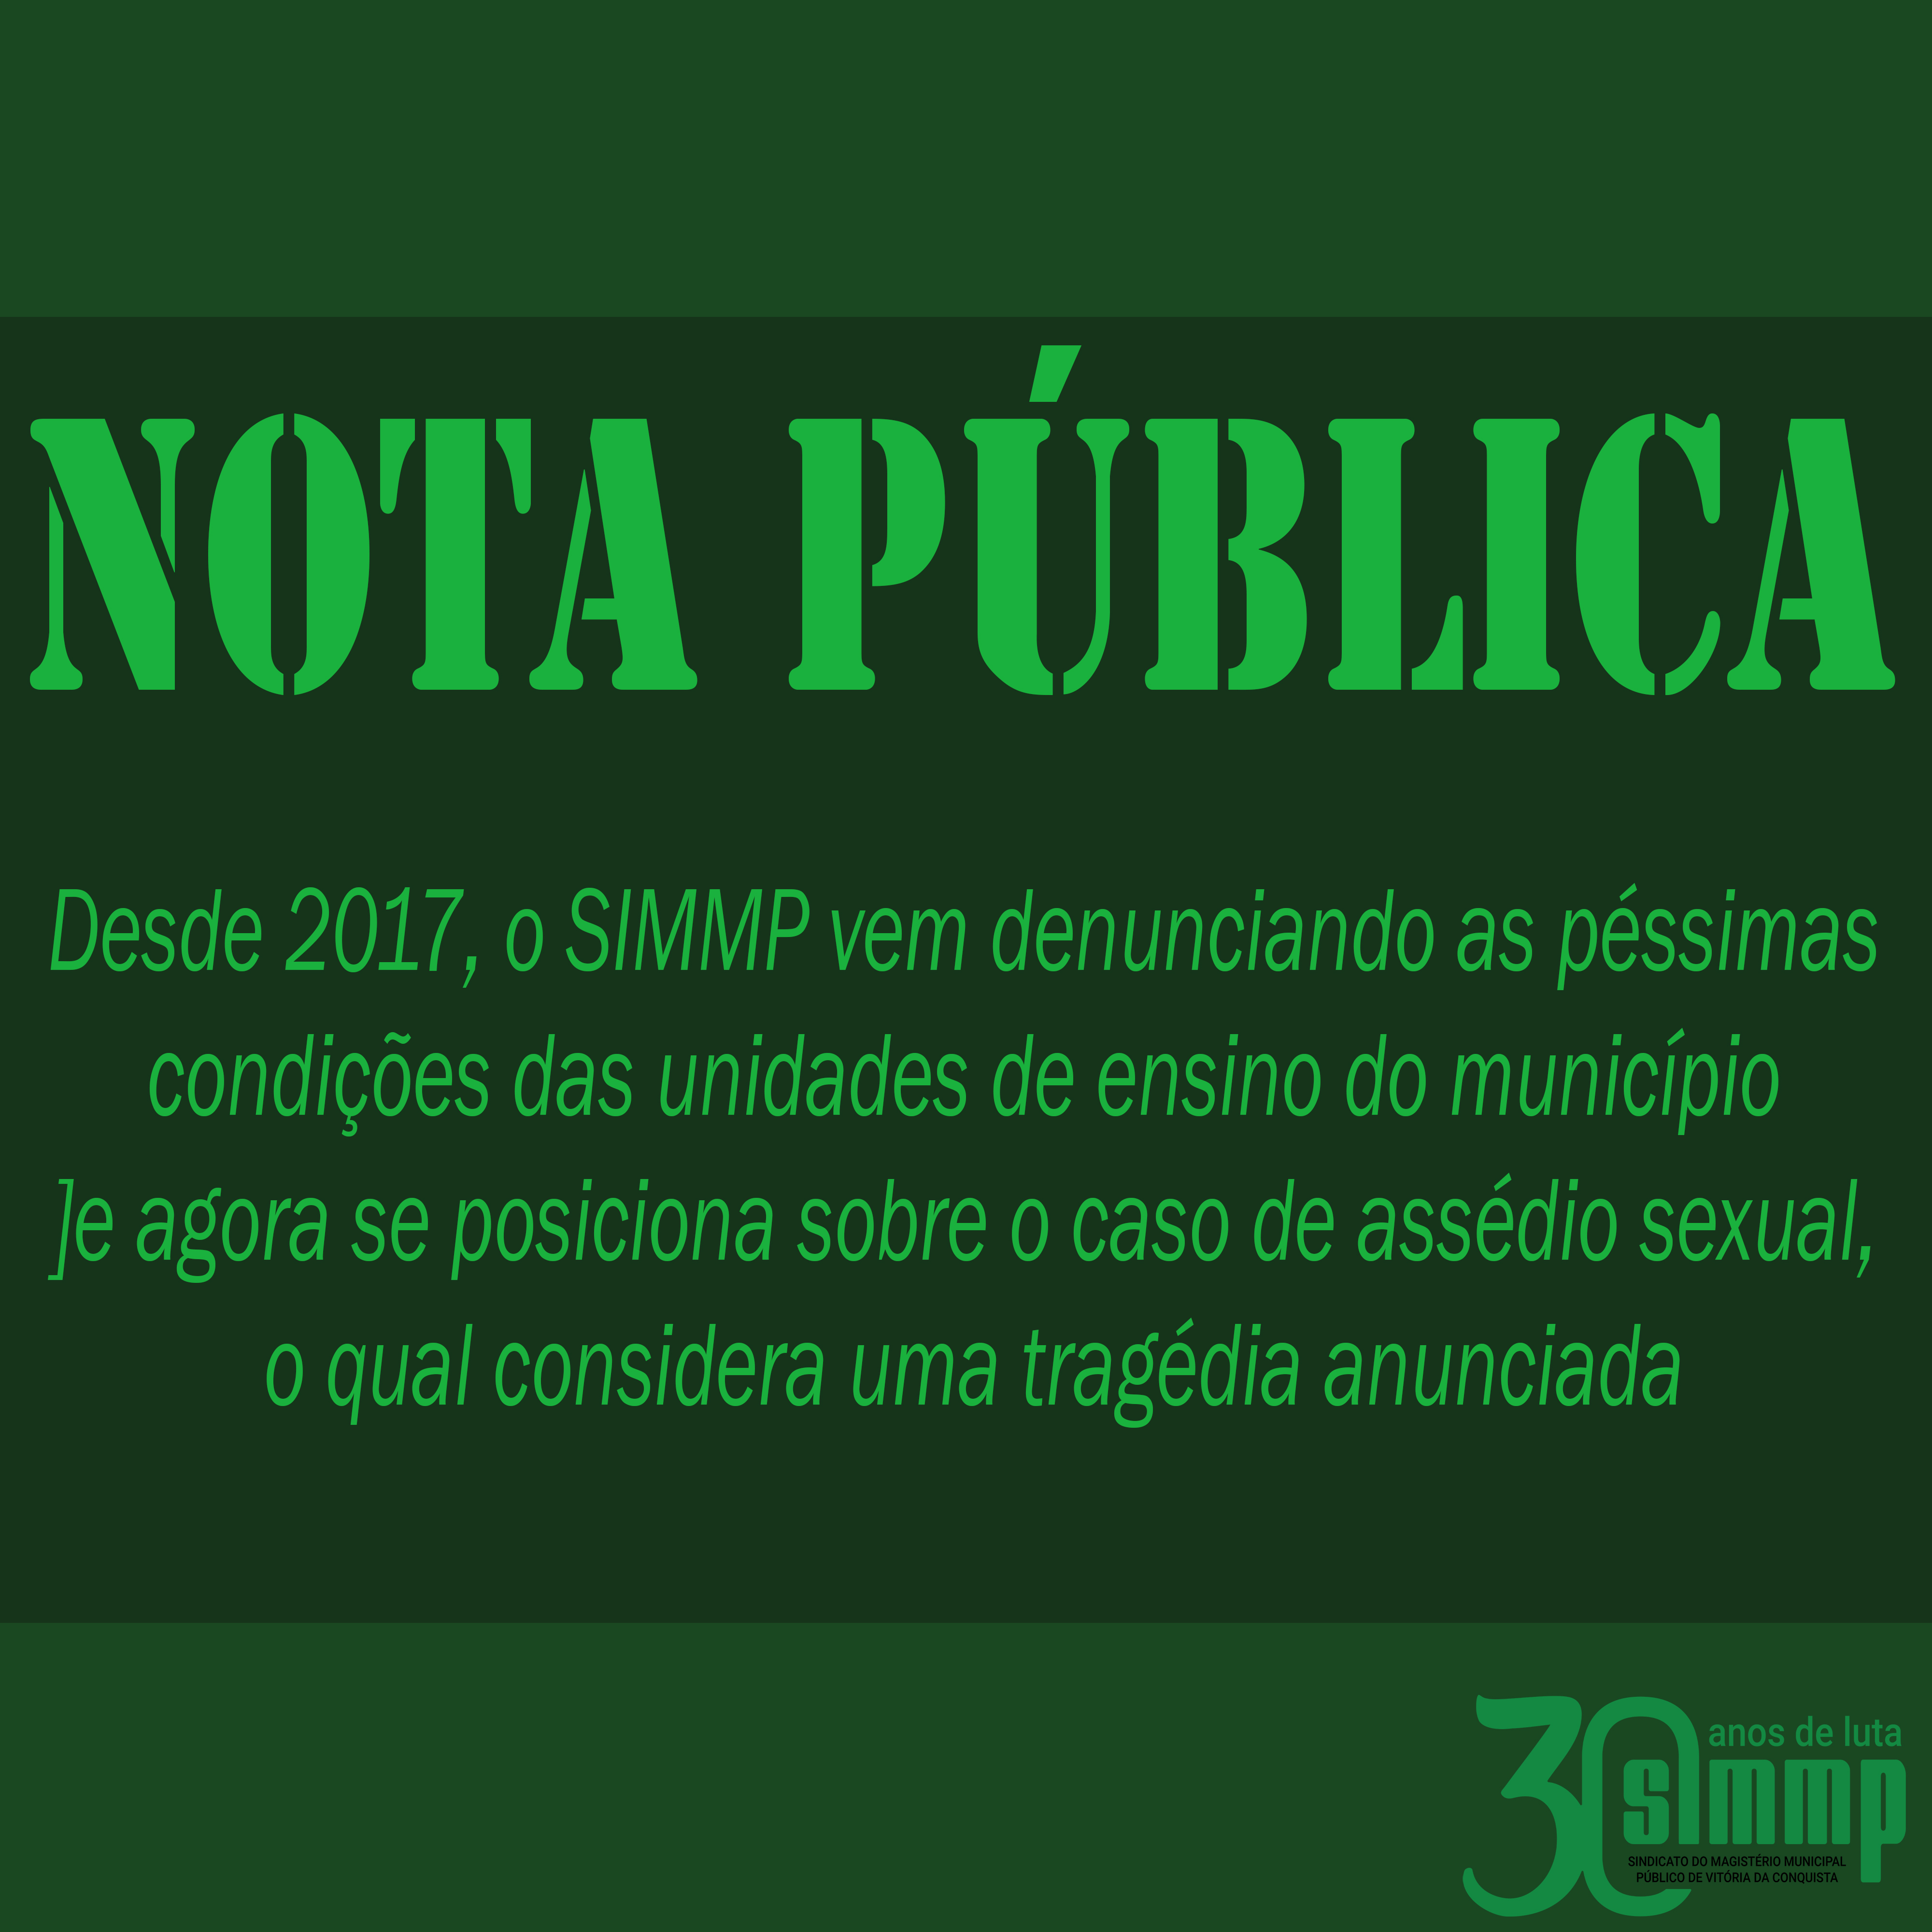 NOTA PÚBLICA
Desde 2017, o SIMMP vem denunciando as péssimas
condições das unidades de ensino do município
]e agora se posiciona sobre o caso de assédio sexual,
o qual considera uma tragédia anunciada
30 anos de luta
simmp
SINDICATO DO MAGISTÉRIO MUNICIPAL
PÚBLICO DE VITÓRIA DA CONQUISTA